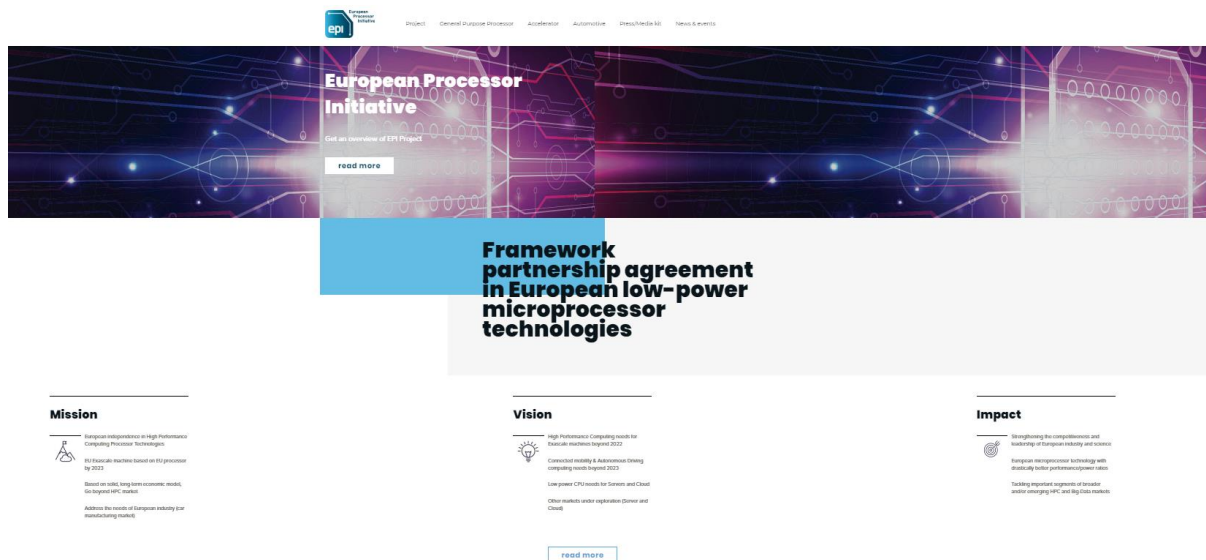 European
Processor
Initiative
epi
Project General Purpose Processor Accelerator Automotive Press/Media kit News & events
European Processor
Initiative
Get an overview of EPI Project
read more
Framework
partnership agreement
in European low-power
microprocessor
technologies
Mission
European independence in High Performance
Computing Processor Technologies
EU Exascale machine based on EU processor
by 2023
Based on solid, long-term economic model,
Go beyond HPC market
Address the needs of European industry (car
manufacturing market)
Vision
High Performance Computing needs for
Exascale machines beyond 2022
Connected mobility & Autonomous Driving
computing needs beyond 2023
Low power CPU needs for Servers and Cloud
Other markets under exploration (Server and
Cloud)
read more
Impact
Strengthening the competitiveness and
leadership of European industry and science
European microprocessor technology with
drastically better performance/power ratios
Tackling important segments of broader
and/or emerging HPC and Big-Data markets